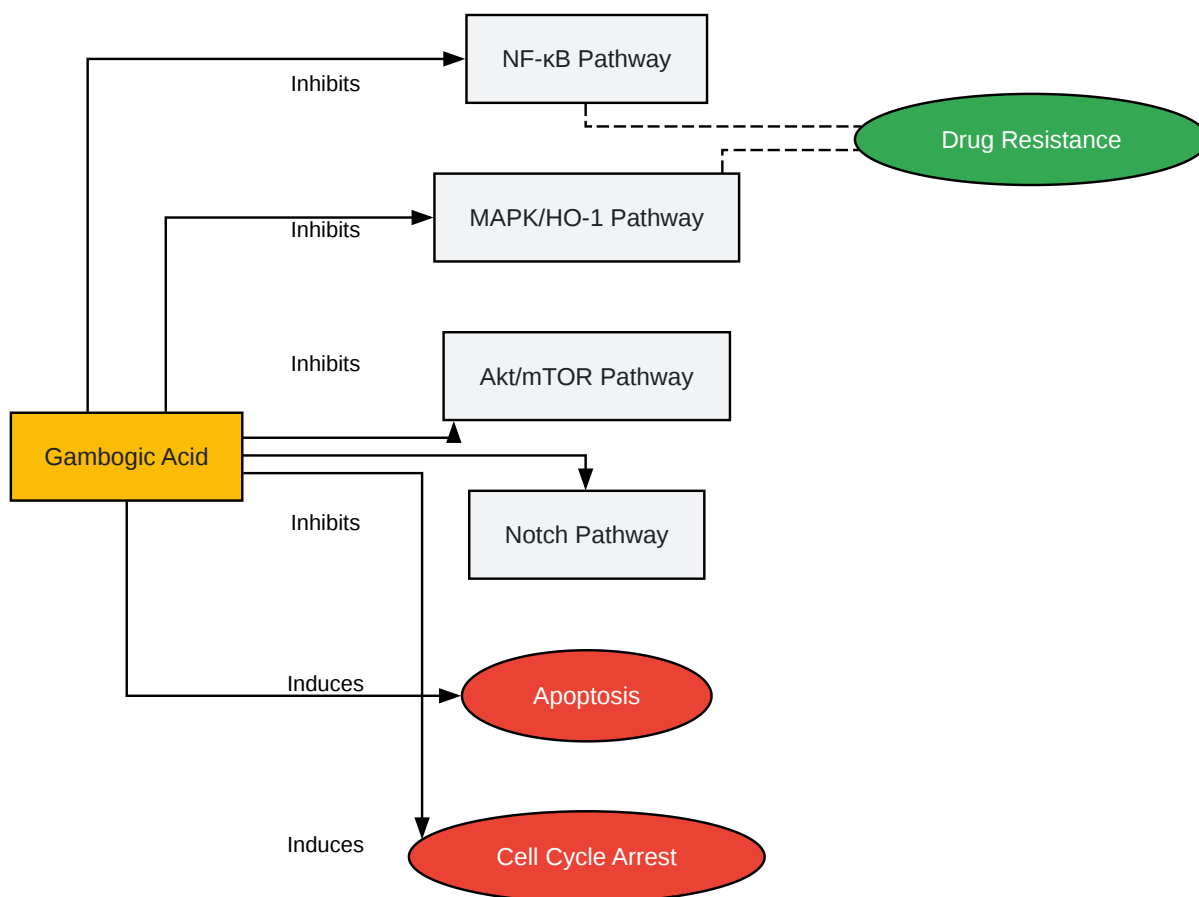 NF-κB Pathway
Inhibits
Drug Resistance
MAPK/HO-1 Pathway
Inhibits
Inhibits
Akt/mTOR Pathway
Gambogic Acid
Inhibits
Notch Pathway
Induces
Apoptosis
Induces
Cell Cycle Arrest